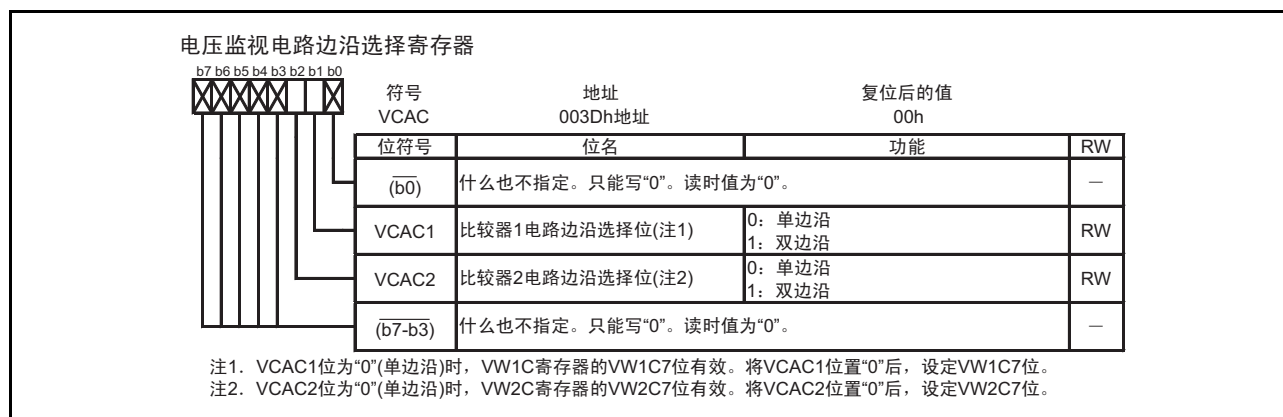 电压监视电路边沿选择寄存器
b7 b6 b5 b4 b3 b2 b1 b0
符号 地址 复位后的值
VCAC 003Dh地址 00h
位符号 位名 功能 RW
(b0) 什么也不指定。只能写“0”。读时值为“0”。 —
VCAC1 比较器1电路边沿选择位(注1) 0：单边沿 RW
1：双边沿
VCAC2 比较器2电路边沿选择位(注2) 0：单边沿 RW
1：双边沿
(b7-b3) 什么也不指定。只能写“0”。读时值为“0”。 —
注1. VCAC1位为“0”(单边沿)时，VW1C寄存器的VW1C7位有效。将VCAC1位置“0”后，设定VW1C7位。
注2. VCAC2位为“0”(单边沿)时，VW2C寄存器的VW2C7位有效。将VCAC2位置“0”后，设定VW2C7位。